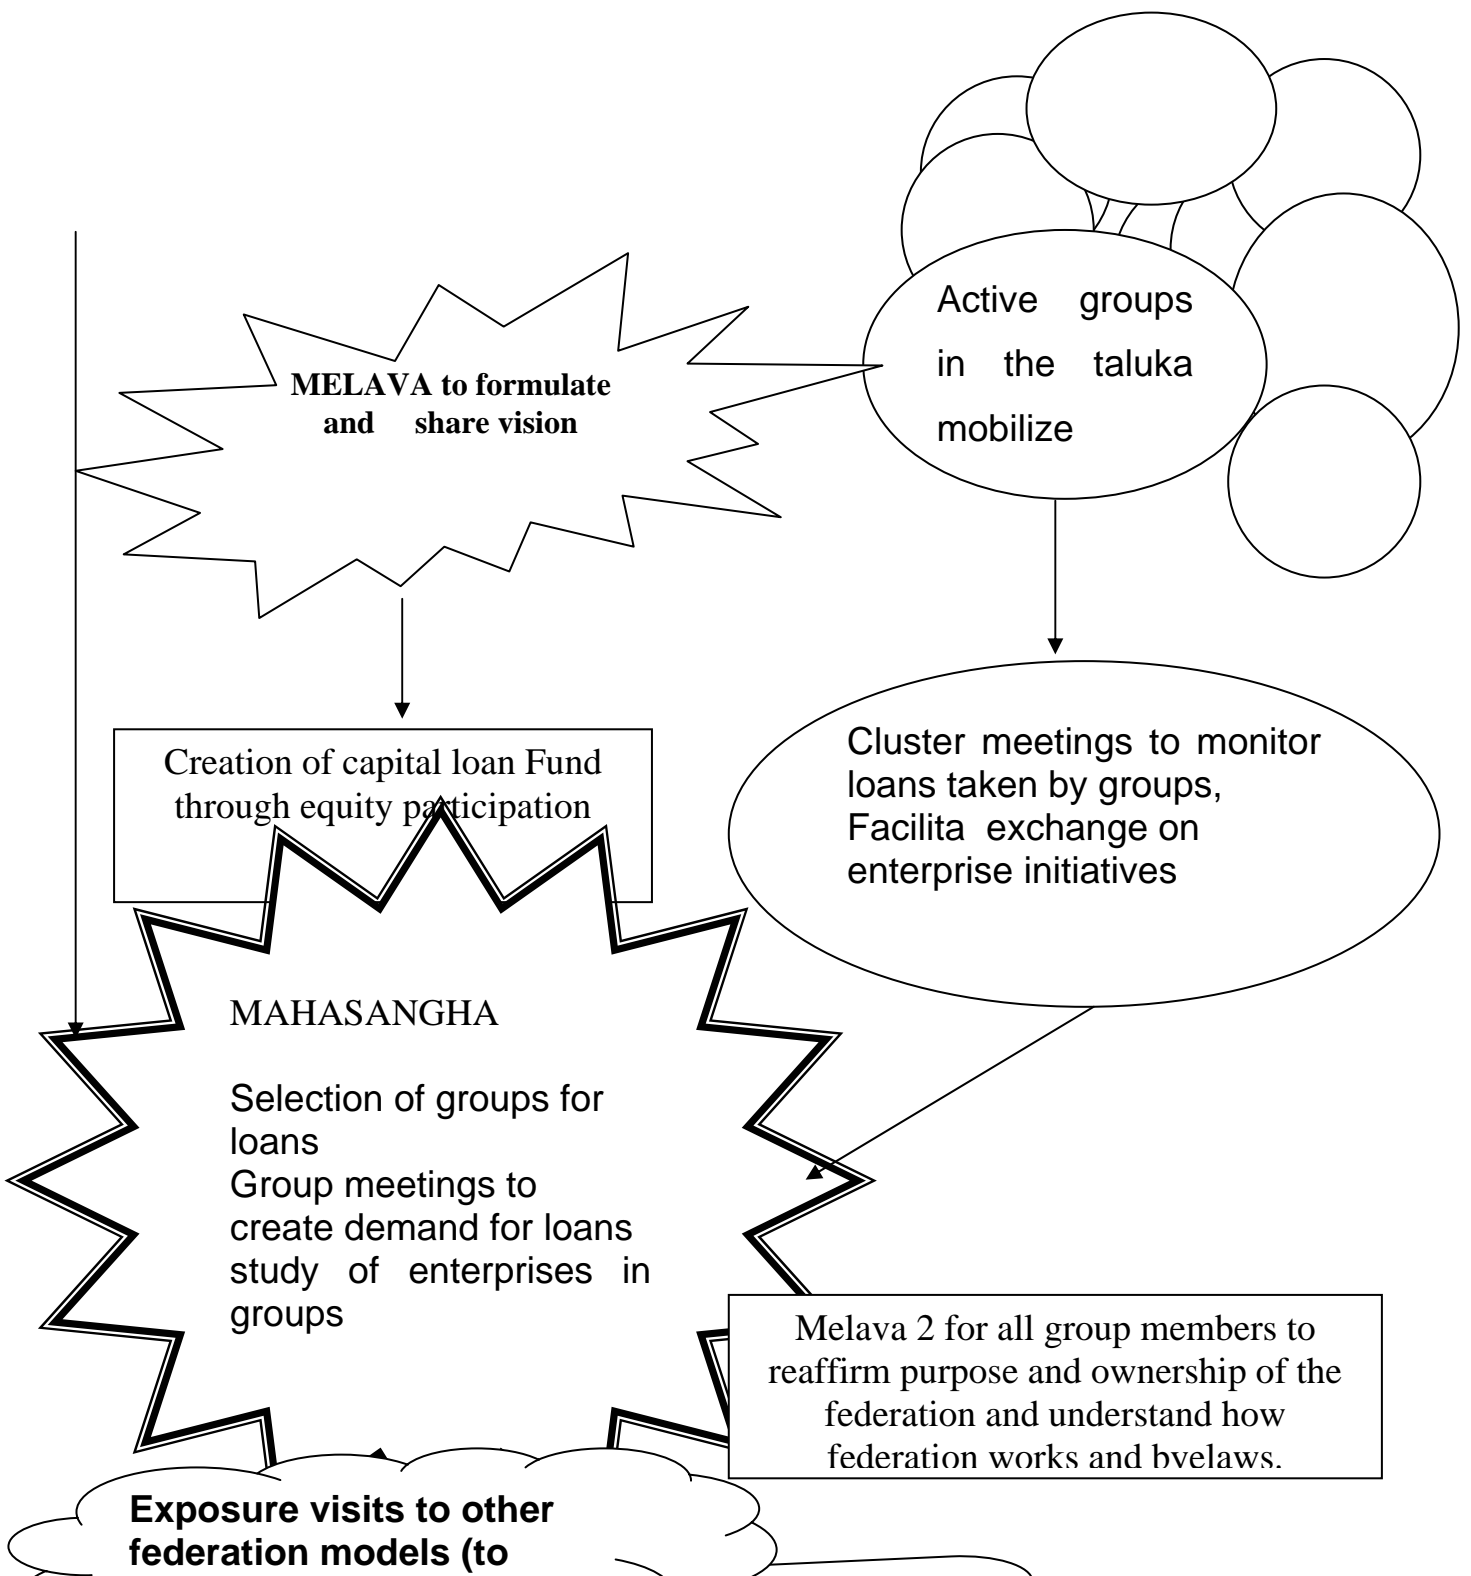 Active groups
in the taluka
mobilize
MELAVA to formulate
and share vision
Creation of capital loan Fund
through equity participation
Cluster meetings to monitor
loans taken by groups,
Facilita exchange on
enterprise initiatives
MAHASANGHA
Selection of groups for
loans
Group meetings to
create demand for loans
study of enterprises in
groups
Melava 2 for all group members to
reaffirm purpose and ownership of the
federation and understand how
federation works and byelaws.
Exposure visits to other
federation models (to